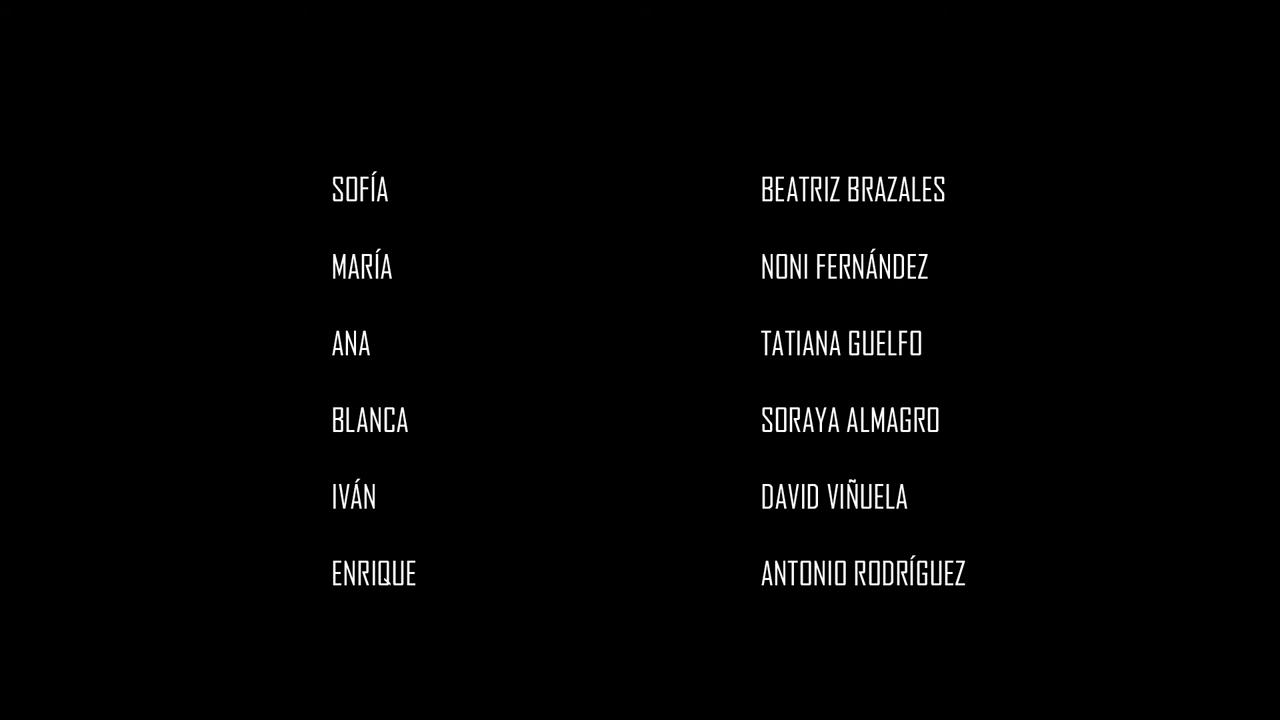 SOFÍA BEATRIZ BRAZALES
MARÍA NONI FERNÁNDEZ
ANA TATIANA GUELFO
BLANCA SORAYA ALMAGRO
IVÁN DAVID VIÑUELA
ENRIQUE ANTONIO RODRÍGUEZ